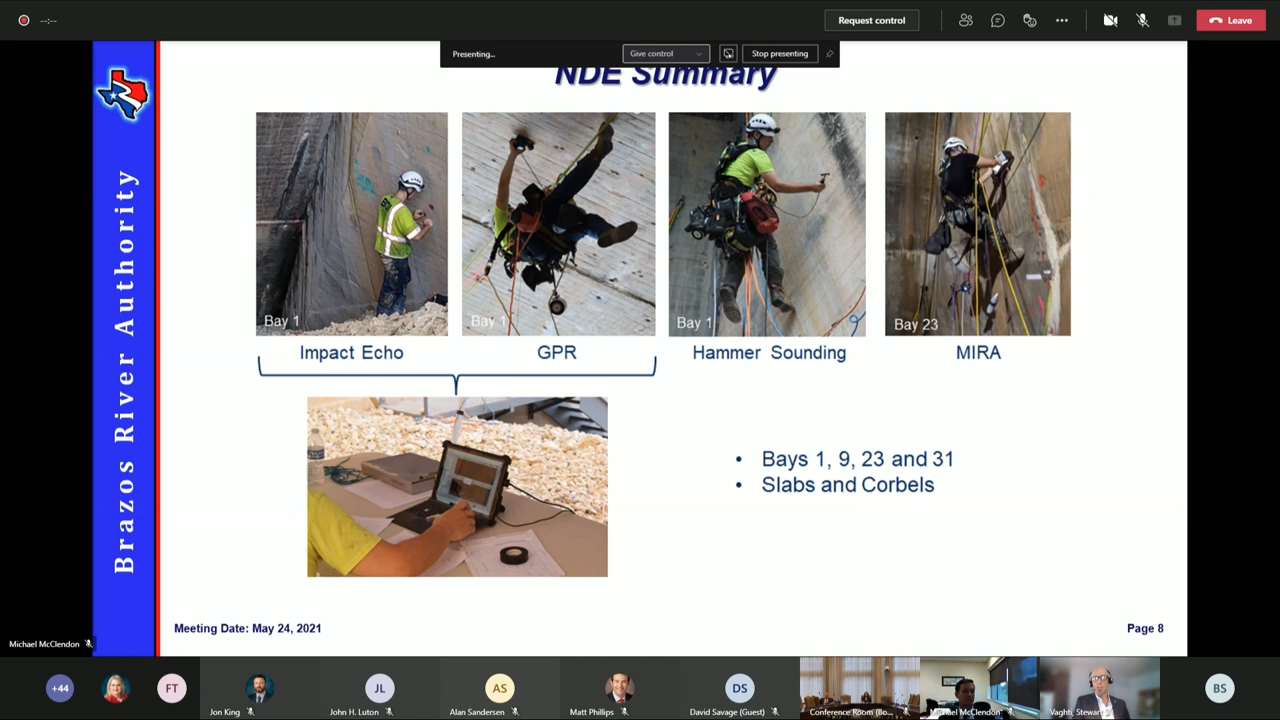 --:--
Request control
Leave
Presenting...
Give control
Stop presenting
NDE Summary
Brazos River Authority
Bay 1
Bay 1
Bay 1
Bay 23
Impact Echo
GPR
Hammer Sounding
MIRA
• Bays 1, 9, 23 and 31
• Slabs and Corbels
Meeting Date: May 24, 2021
Page 8
Michael McClendon
+44
FT
Jon King
JL
John H. Luton
AS
Alan Sandersen
Matt Phillips
DS
David Savage (Guest)
Conference Room (Bo...
Michael McClendon
Vaghti, Stewart
BS